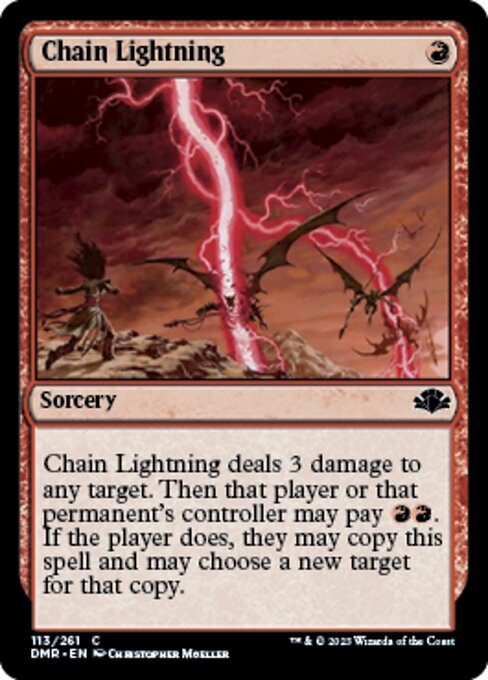 Chain Lightning
Sorcery
Chain Lightning deals 3 damage to
any target. Then that player or that
permanent's controller may pay .
If the player does, they may copy this
spell and may choose a new target
for that copy.
113/261 C
DMR • EN Christopher Moeller
™ & © 2023 Wizards of the Coast